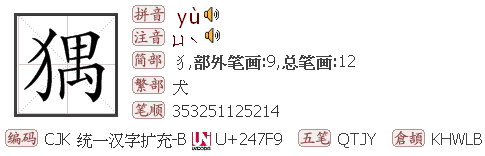 𤟹
拼音 yù
注音 ㄩˋ
简部 犭,部外笔画:9,总笔画:12
繁部 犬
笔顺 353251125214
编码 CJK 统一汉字扩充-B U+247F9 五笔 QTJY 倉頡 KHWLB